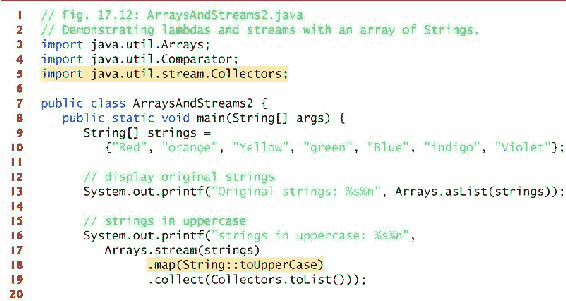 1 // Fig. 17.12: ArraysAndStreams2.java
2 // Demonstrating lambdas and streams with an array of Strings.
3 import java.util.Arrays;
4 import java.util.Comparator;
5 import java.util.stream.Collectors;
6
7 public class ArraysAndStreams2 {
8 public static void main(String[] args) {
9 String[] strings =
10 {"Red", "orange", "Yellow", "green", "Blue", "indigo", "Violet"};
11
12 // display original strings
13 System.out.printf("Original strings: %s%n", Arrays.asList(strings));
14
15 // strings in uppercase
16 System.out.printf("strings in uppercase: %s%n",
17 Arrays.stream(strings)
18 .map(String::toUpperCase)
19 .collect(Collectors.toList()));
20